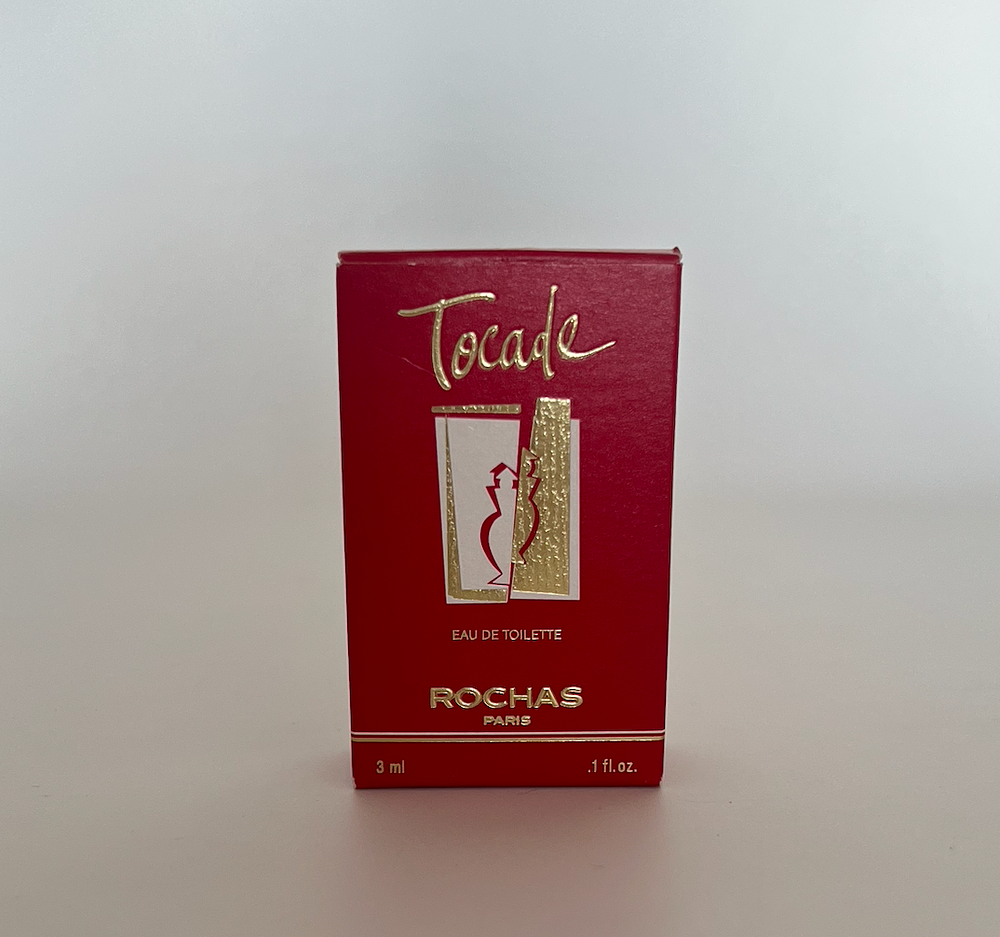 Tocade
EAU DE TOILETTE
ROCHAS
PARIS
3 ml .1 fl.oz.